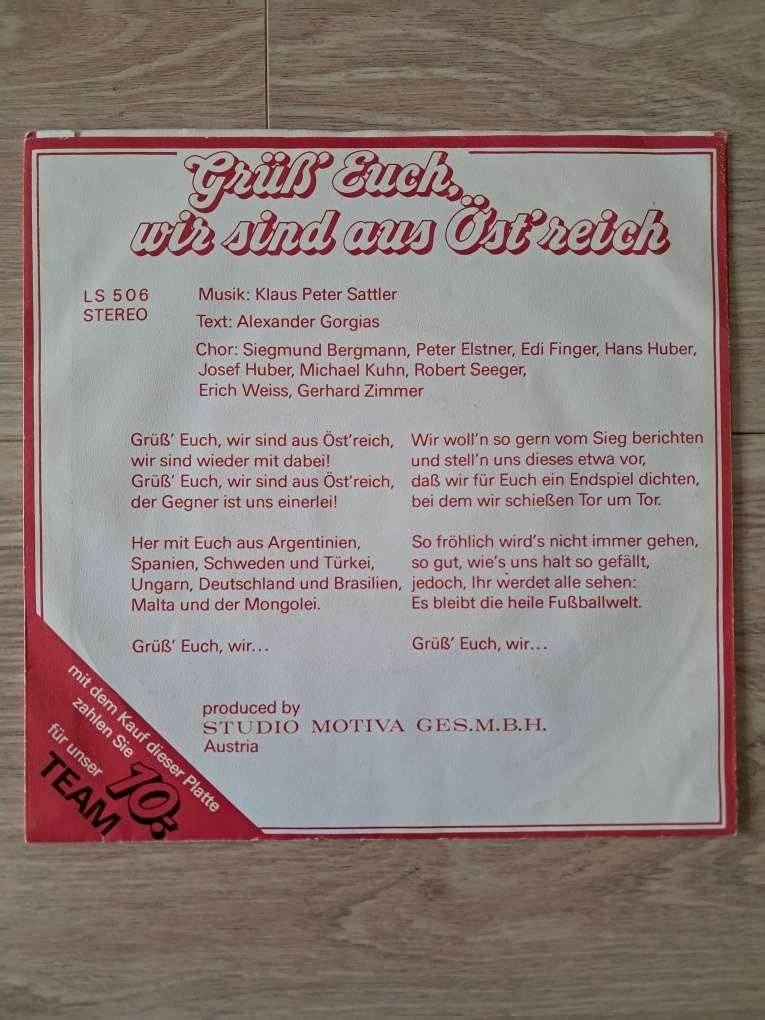 Grüß' Euch,
wir sind aus Öst'reich
LS 506
STEREO
Musik: Klaus Peter Sattler
Text: Alexander Gorgias
Chor: Siegmund Bergmann, Peter Elstner, Edi Finger, Hans Huber,
Josef Huber, Michael Kuhn, Robert Seeger,
Erich Weiss, Gerhard Zimmer
Grüß' Euch, wir sind aus Öst'reich,
wir sind wieder mit dabei!
Grüß' Euch, wir sind aus Öst'reich,
der Gegner ist uns einerlei!
Her mit Euch aus Argentinien,
Spanien, Schweden und Türkei,
Ungarn, Deutschland und Brasilien,
Malta und der Mongolei.
Grüß' Euch, wir...
Wir woll'n so gern vom Sieg berichten
und stell'n uns dieses etwa vor,
daß wir für Euch ein Endspiel dichten,
bei dem wir schießen Tor um Tor.
So fröhlich wird's nicht immer gehen,
so gut, wie's uns halt so gefällt,
jedoch, Ihr werdet alle sehen:
Es bleibt die heile Fußballwelt.
Grüß' Euch, wir...
produced by
STUDIO MOTIVA GES.M.B.H.
Austria
mit dem Kauf dieser Platte
zahlen Sie 10,-
für unser
TEAM